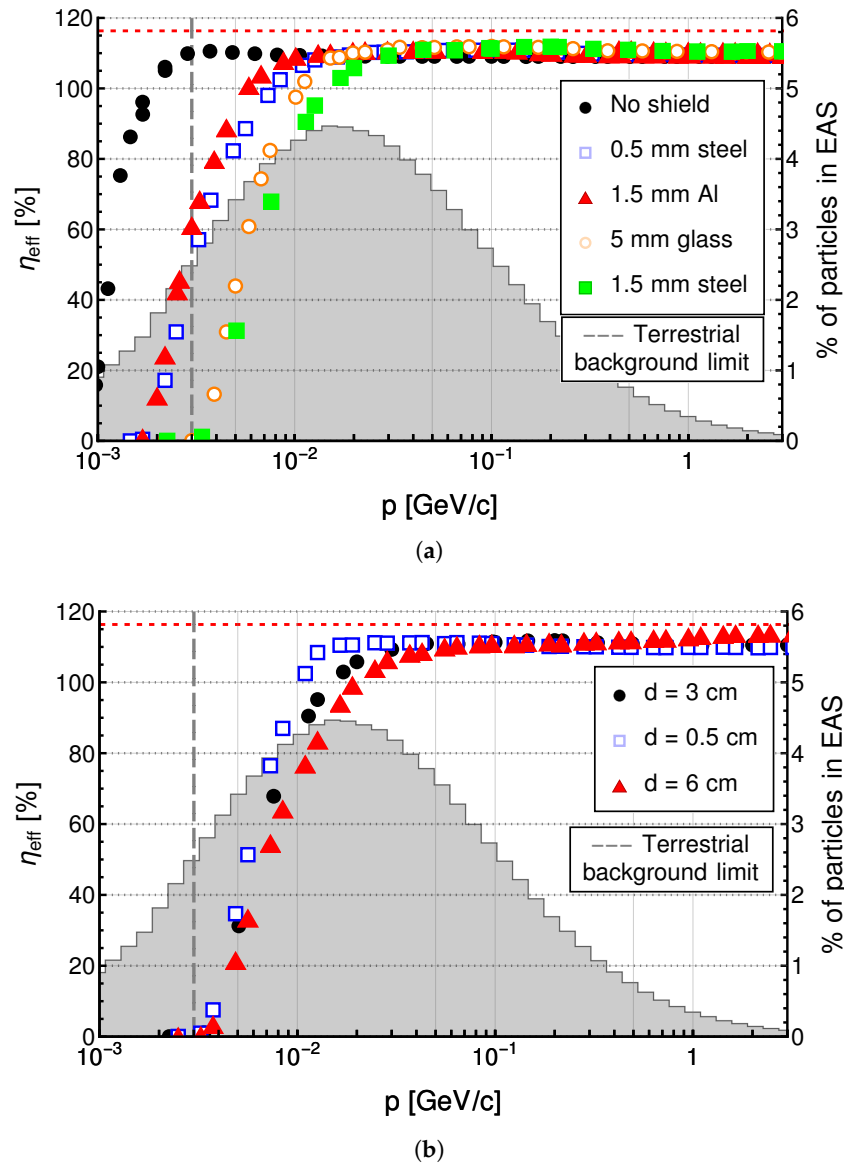 120
100
80
60
40
20
0
η_eff [%]
6
5
4
3
2
1
0
% of particles in EAS
No shield
0.5 mm steel
1.5 mm Al
5 mm glass
1.5 mm steel
Terrestrial
background limit
10⁻³
10⁻²
10⁻¹
1
p [GeV/c]
(a)
120
100
80
60
40
20
0
η_eff [%]
6
5
4
3
2
1
0
% of particles in EAS
d = 3 cm
d = 0.5 cm
d = 6 cm
Terrestrial
background limit
10⁻³
10⁻²
10⁻¹
1
p [GeV/c]
(b)